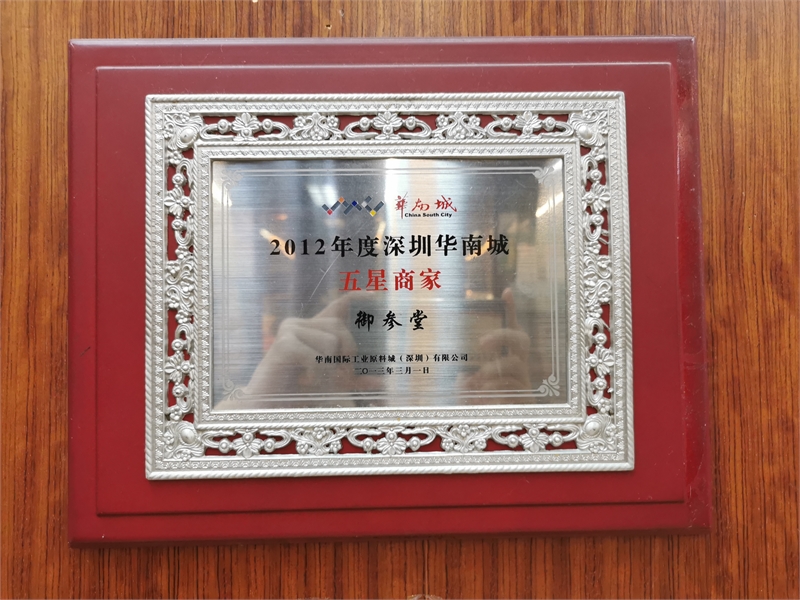 華南城
China South City
2012年度深圳华南城
五星商家
御参堂
华南国际工业原料城（深圳）有限公司
二〇一三年三月一日